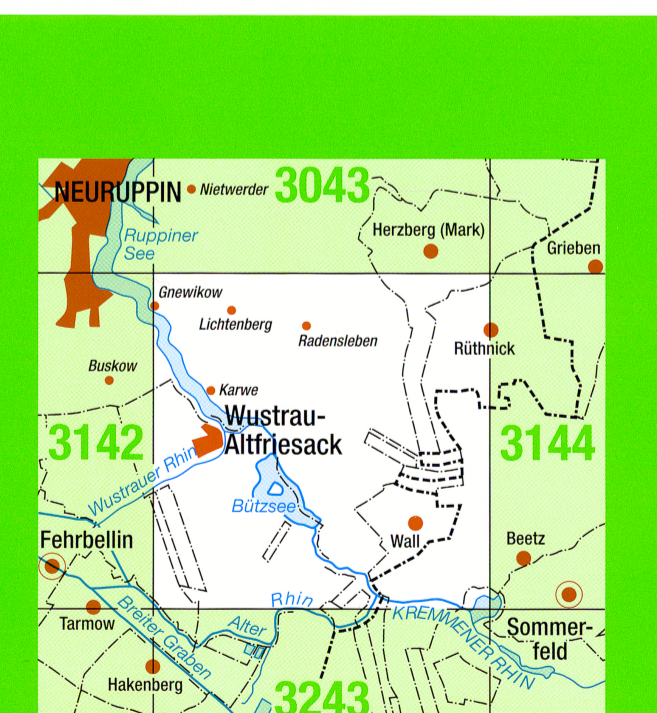 NEURUPPIN
Nietwerder
3043
Ruppiner
See
Herzberg (Mark)
Grieben
Gnewikow
Lichtenberg
Radensleben
Rüthnick
Buskow
Karwe
Wustrau-
Altfriesack
3142
3144
Wustrauer Rhin
Bützsee
Fehrbellin
Wall
Beetz
Rhin
Tarmow
Breiter Graben
Alter
KREMMENER RHIN
Sommer-
feld
Hakenberg
3243